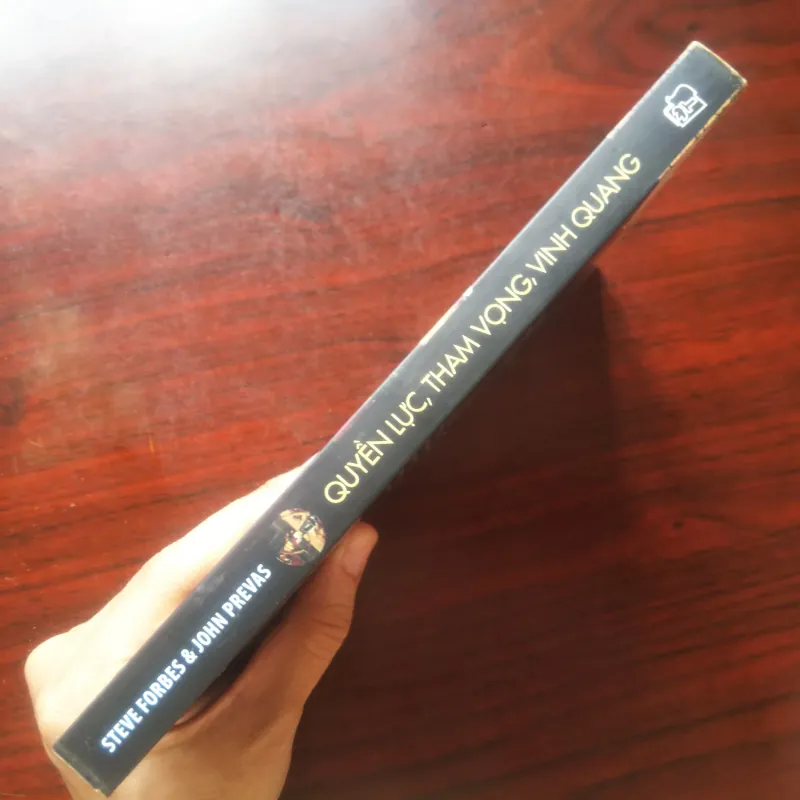 STEVE FORBES & JOHN PREVAS
QUYỀN LỰC, THAM VỌNG, VINH QUANG